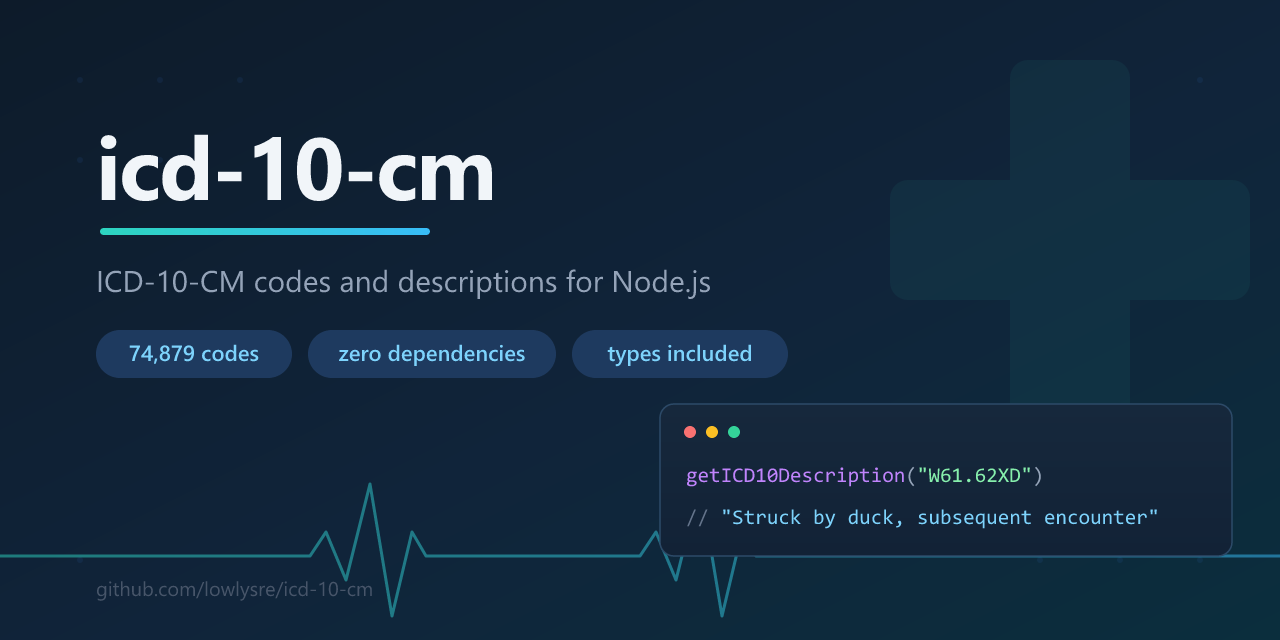 icd-10-cm
ICD-10-CM codes and descriptions for Node.js
74,879 codes
zero dependencies
types included
getICD10Description("W61.62XD")
// "Struck by duck, subsequent encounter"
github.com/lowlysre/icd-10-cm